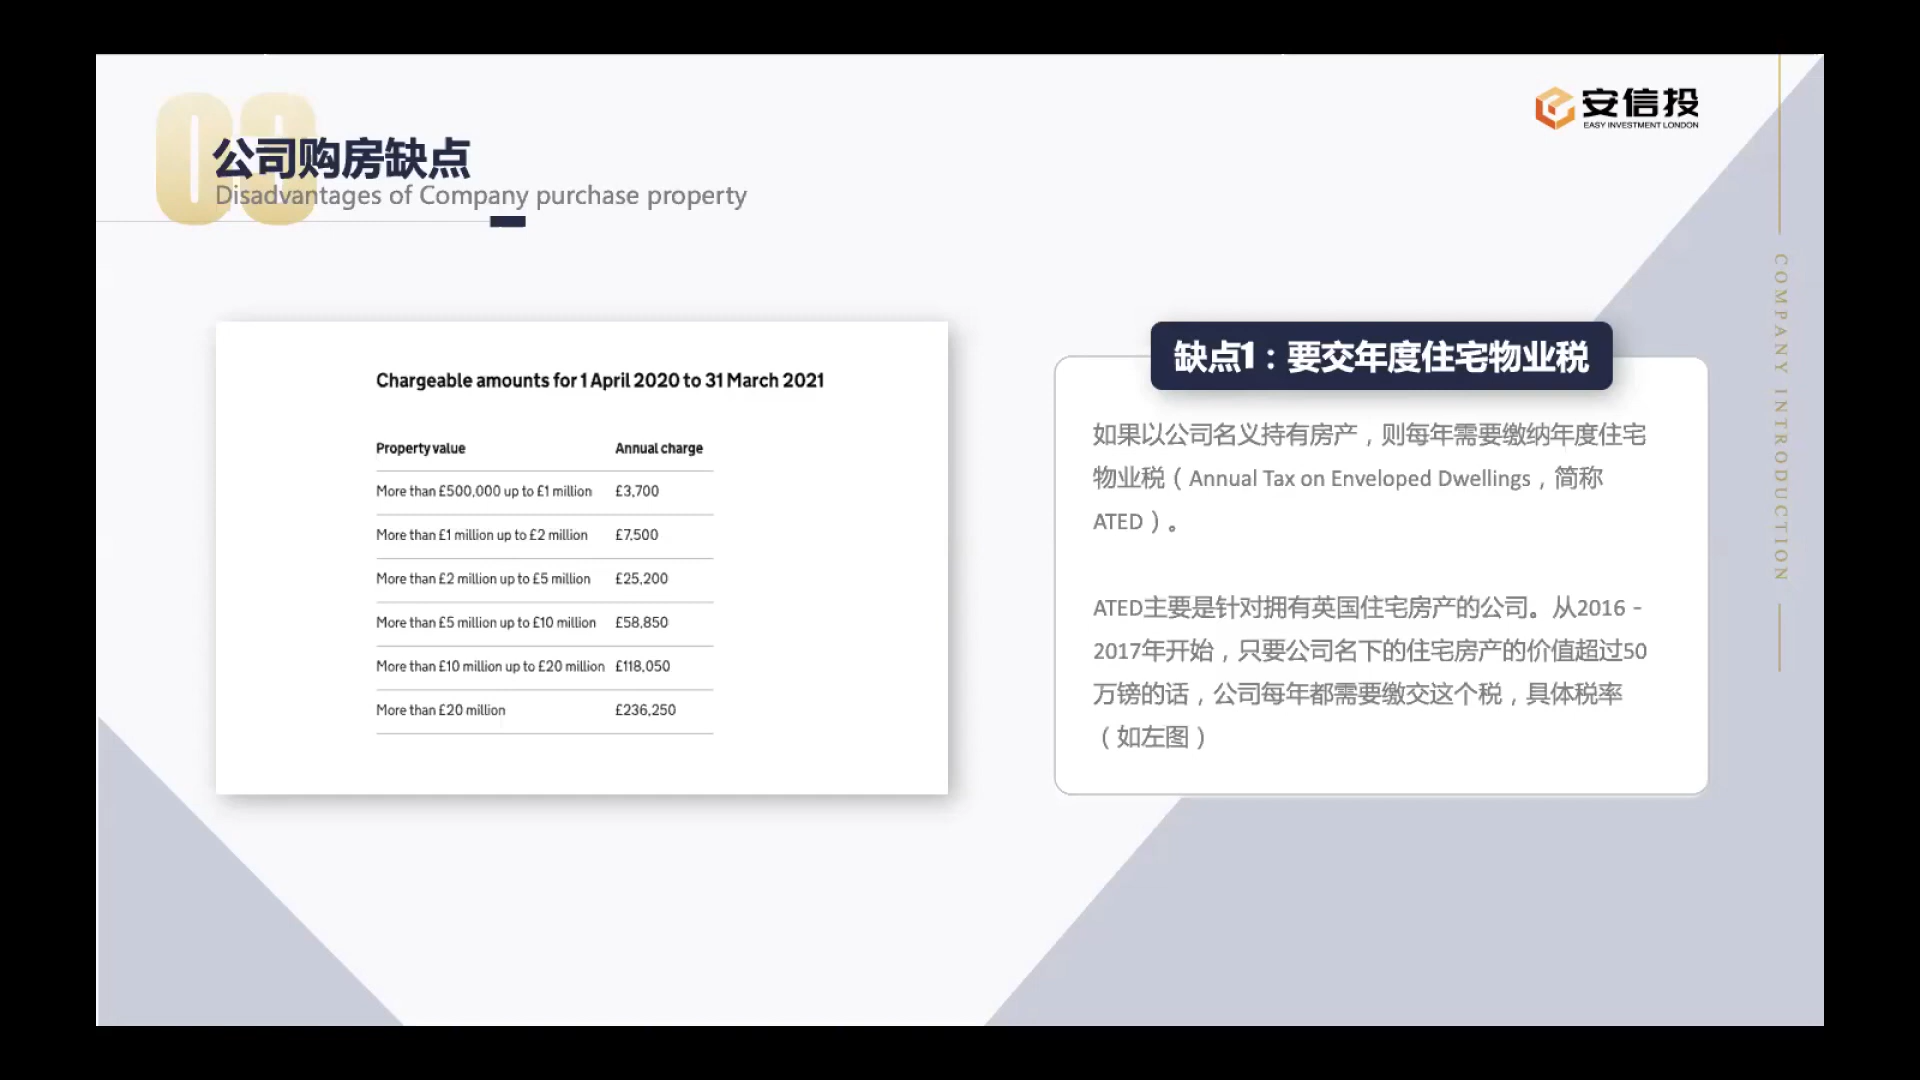 03
公司购房缺点
Disadvantages of Company purchase property
安信投
EASY INVESTMENT LONDON
Chargeable amounts for 1 April 2020 to 31 March 2021
Property value Annual charge
More than £500,000 up to £1 million £3,700
More than £1 million up to £2 million £7,500
More than £2 million up to £5 million £25,200
More than £5 million up to £10 million £58,850
More than £10 million up to £20 million £118,050
More than £20 million £236,250
缺点1：要交年度住宅物业税
如果以公司名义持有房产，则每年需要缴纳年度住宅
物业税（Annual Tax on Enveloped Dwellings，简称
ATED）。
ATED主要是针对拥有英国住宅房产的公司。从2016 -
2017年开始，只要公司名下的住宅房产的价值超过50
万镑的话，公司每年都需要缴交这个税，具体税率
（如左图）
COMPANY INTRODUCTION